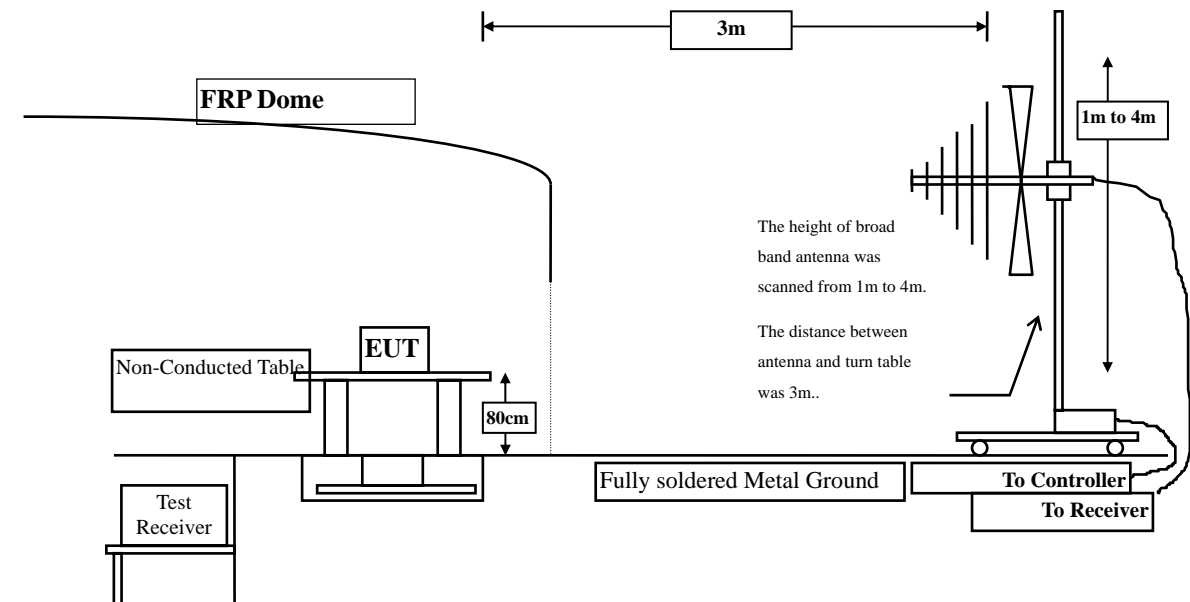 3m
FRP Dome
1m to 4m
The height of broad
band antenna was
scanned from 1m to 4m.
The distance between
antenna and turn table
was 3m..
EUT
Non-Conducted Table
80cm
Fully soldered Metal Ground
To Controller
To Receiver
Test
Receiver